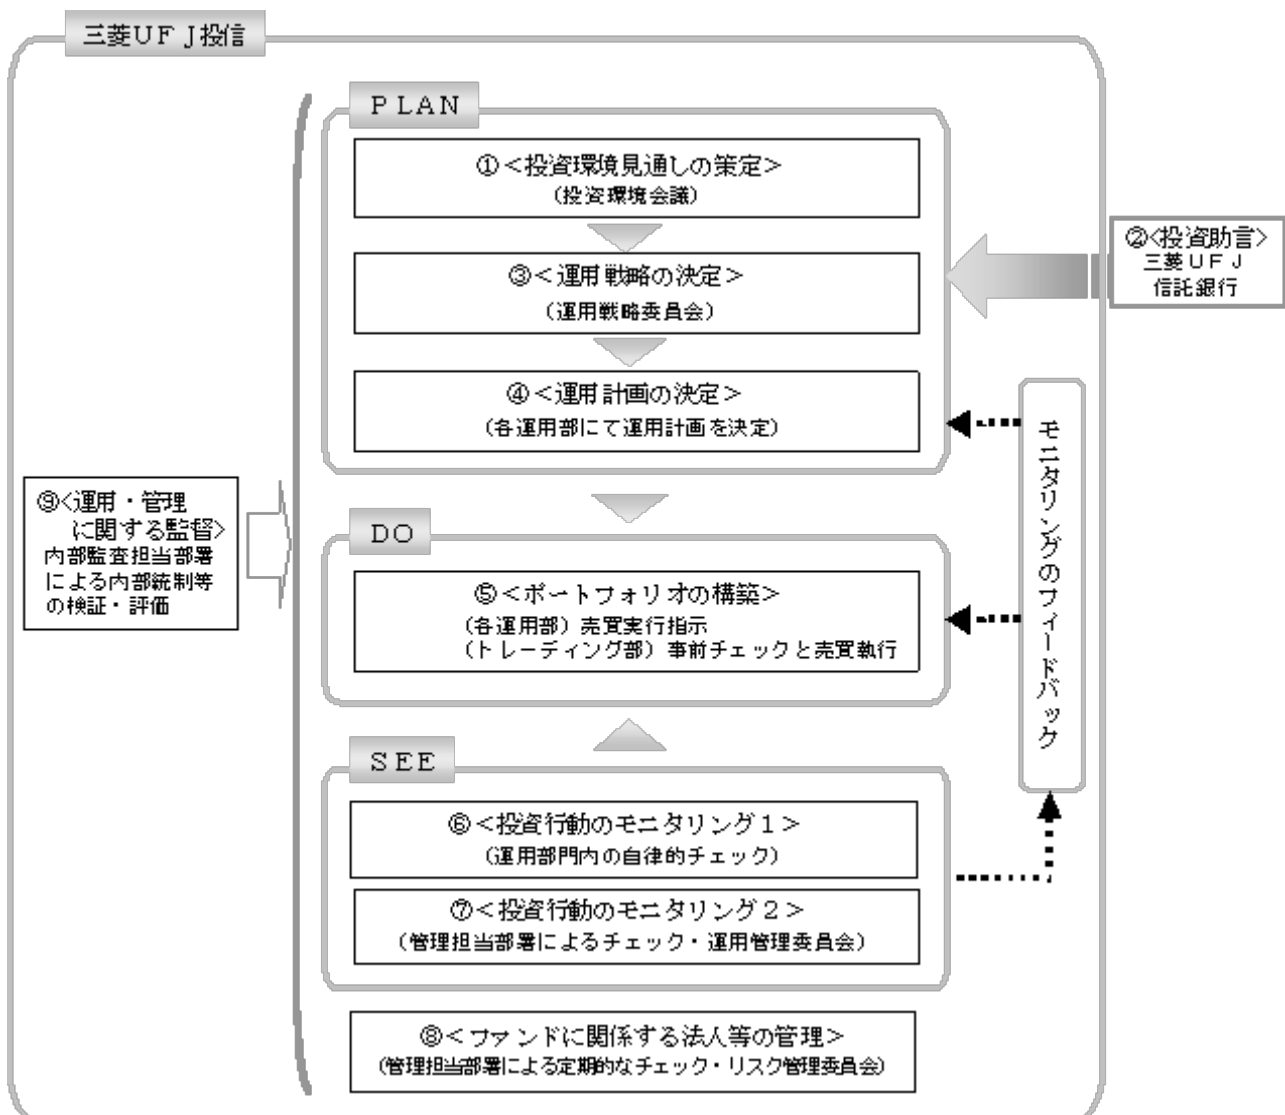 三菱UFJ投信
PLAN
①＜投資環境見通しの策定＞
（投資環境会議）
②<投資助言>
三菱UFJ
信託銀行
③＜運用戦略の決定＞
（運用戦略委員会）
④＜運用計画の決定＞
（各運用部にて運用計画を決定）
モニタリングのフィードバック
⑨<運用・管理
に関する監督>
内部監査担当部署
による内部統制等
の検証・評価
DO
⑤＜ポートフォリオの構築＞
（各運用部）売買実行指示
（トレーディング部）事前チェックと売買執行
SEE
⑥＜投資行動のモニタリング１＞
（運用部門内の自律的チェック）
⑦＜投資行動のモニタリング２＞
（管理担当部署によるチェック・運用管理委員会）
⑧＜ファンドに関係する法人等の管理＞
（管理担当部署による定期的なチェック・リスク管理委員会）